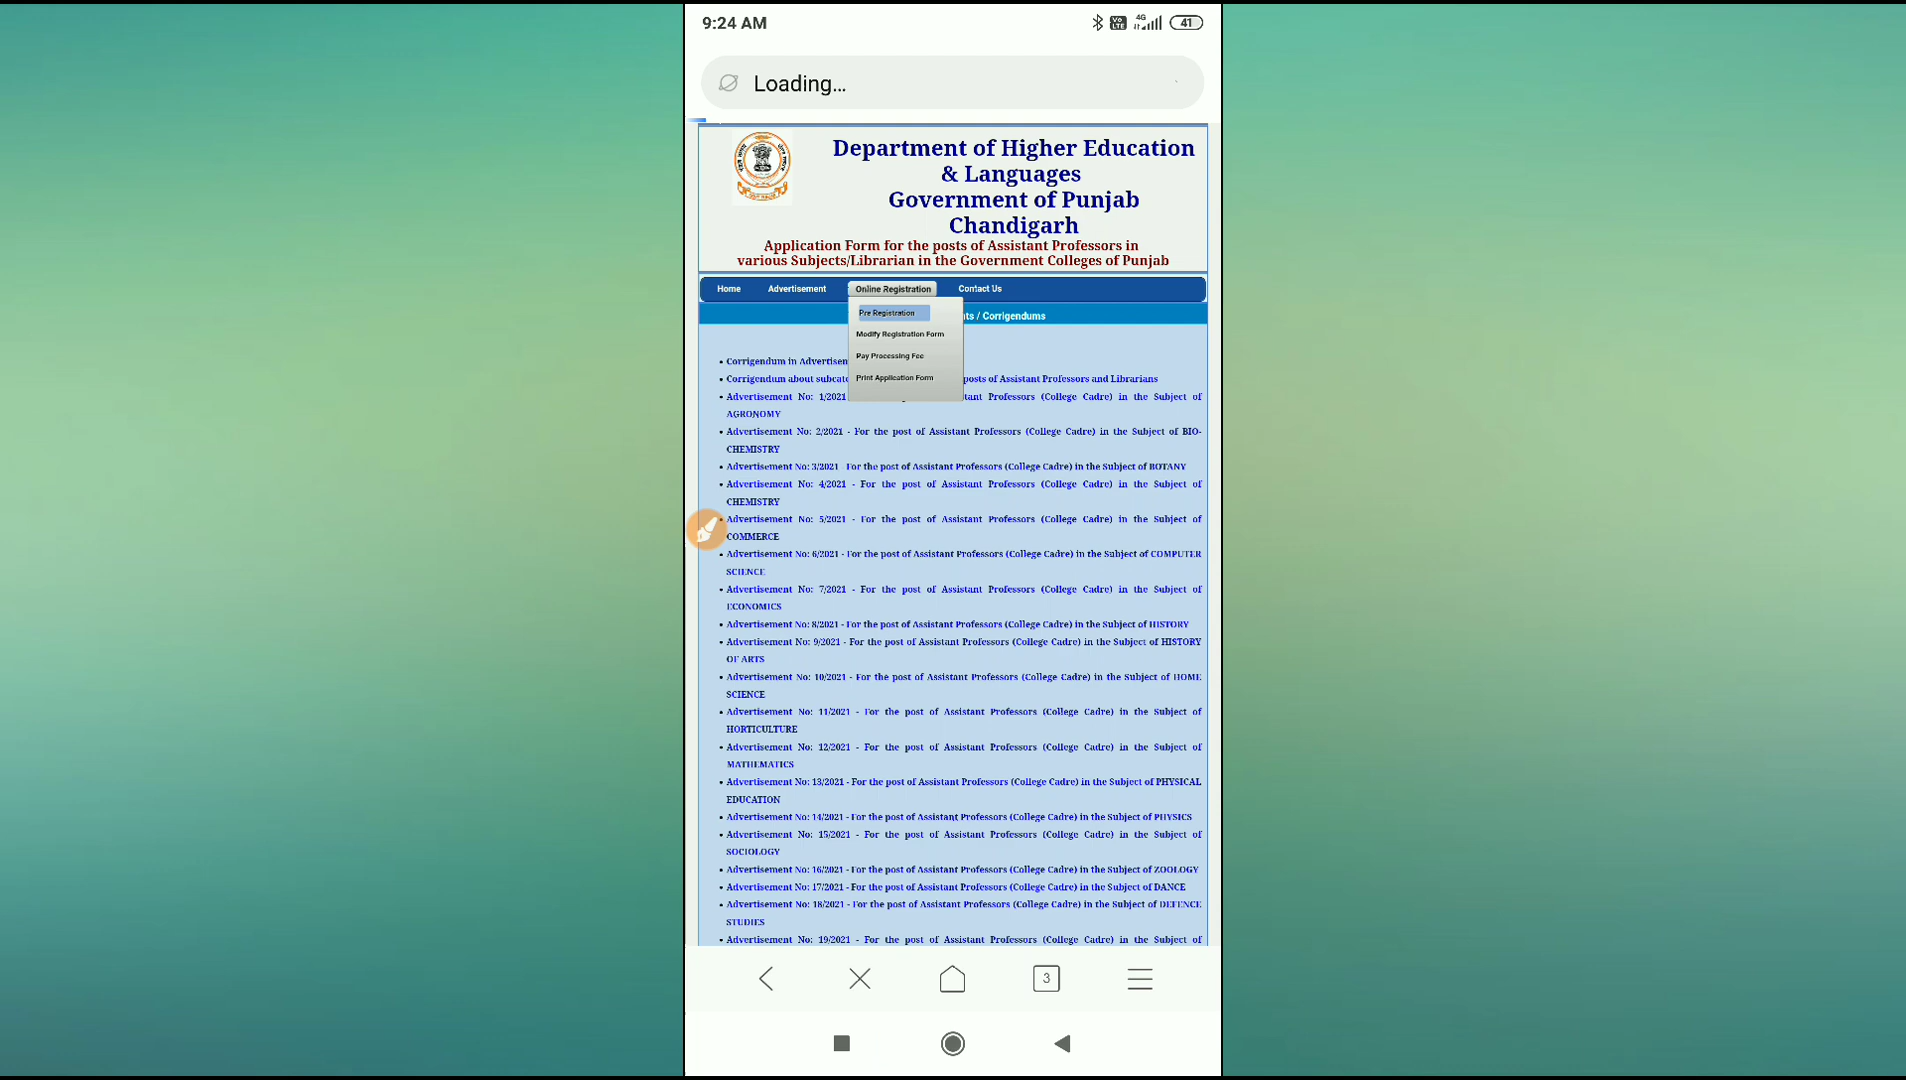 9:24 AM
Vo LTE
4G
41
Loading...
Department of Higher Education
& Languages
Government of Punjab
Chandigarh
Application Form for the posts of Assistant Professors in
various Subjects/Librarian in the Government Colleges of Punjab
Home Advertisement Online Registration Contact Us
Pre Registration
nts / Corrigendums
Modify Registration Form
Pay Processing Fee
Print Application Form
• Corrigendum in Advertisem
• Corrigendum about subcate posts of Assistant Professors and Librarians
• Advertisement No: 1/2021 tant Professors (College Cadre) in the Subject of
AGRONOMY
• Advertisement No: 2/2021 - For the post of Assistant Professors (College Cadre) in the Subject of BIO-
CHEMISTRY
• Advertisement No: 3/2021 - For the post of Assistant Professors (College Cadre) in the Subject of BOTANY
• Advertisement No: 4/2021 - For the post of Assistant Professors (College Cadre) in the Subject of
CHEMISTRY
• Advertisement No: 5/2021 - For the post of Assistant Professors (College Cadre) in the Subject of
COMMERCE
• Advertisement No: 6/2021 - For the post of Assistant Professors (College Cadre) in the Subject of COMPUTER
SCIENCE
• Advertisement No: 7/2021 - For the post of Assistant Professors (College Cadre) in the Subject of
ECONOMICS
• Advertisement No: 8/2021 - For the post of Assistant Professors (College Cadre) in the Subject of HISTORY
• Advertisement No: 9/2021 - For the post of Assistant Professors (College Cadre) in the Subject of HISTORY
OF ARTS
• Advertisement No: 10/2021 - For the post of Assistant Professors (College Cadre) in the Subject of HOME
SCIENCE
• Advertisement No: 11/2021 - For the post of Assistant Professors (College Cadre) in the Subject of
HORTICULTURE
• Advertisement No: 12/2021 - For the post of Assistant Professors (College Cadre) in the Subject of
MATHEMATICS
• Advertisement No: 13/2021 - For the post of Assistant Professors (College Cadre) in the Subject of PHYSICAL
EDUCATION
• Advertisement No: 14/2021 - For the post of Assistant Professors (College Cadre) in the Subject of PHYSICS
• Advertisement No: 15/2021 - For the post of Assistant Professors (College Cadre) in the Subject of
SOCIOLOGY
• Advertisement No: 16/2021 - For the post of Assistant Professors (College Cadre) in the Subject of ZOOLOGY
• Advertisement No: 17/2021 - For the post of Assistant Professors (College Cadre) in the Subject of DANCE
• Advertisement No: 18/2021 - For the post of Assistant Professors (College Cadre) in the Subject of DEFENCE
STUDIES
• Advertisement No: 19/2021 - For the post of Assistant Professors (College Cadre) in the Subject of
3